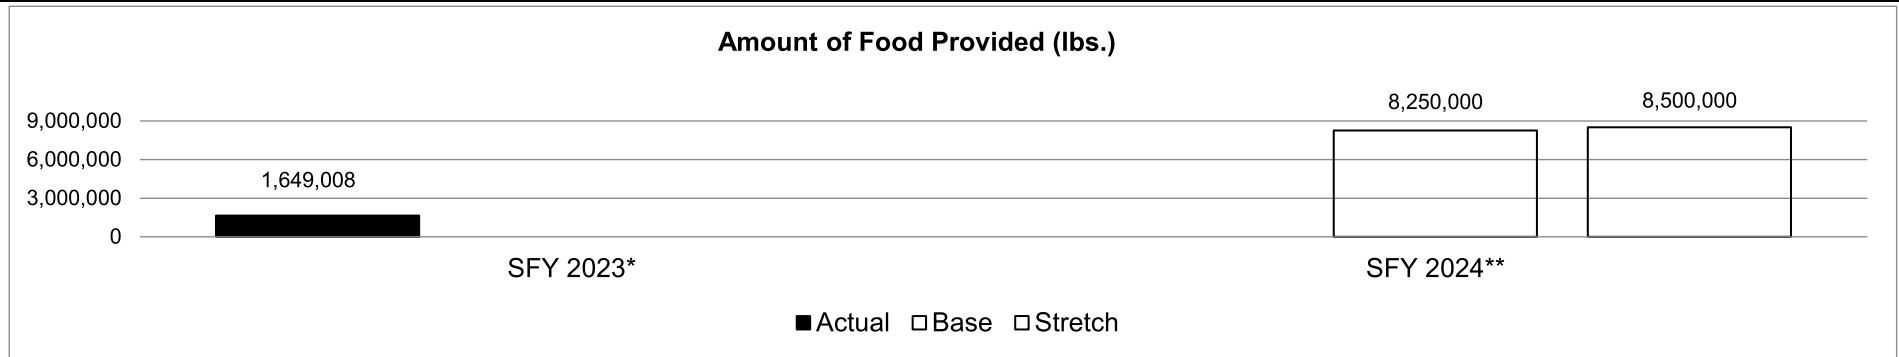 Amount of Food Provided (lbs.)
8,250,000 8,500,000
9,000,000
6,000,000
1,649,008
3,000,000
0
SFY 2023* SFY 2024**
Actual Base Stretch